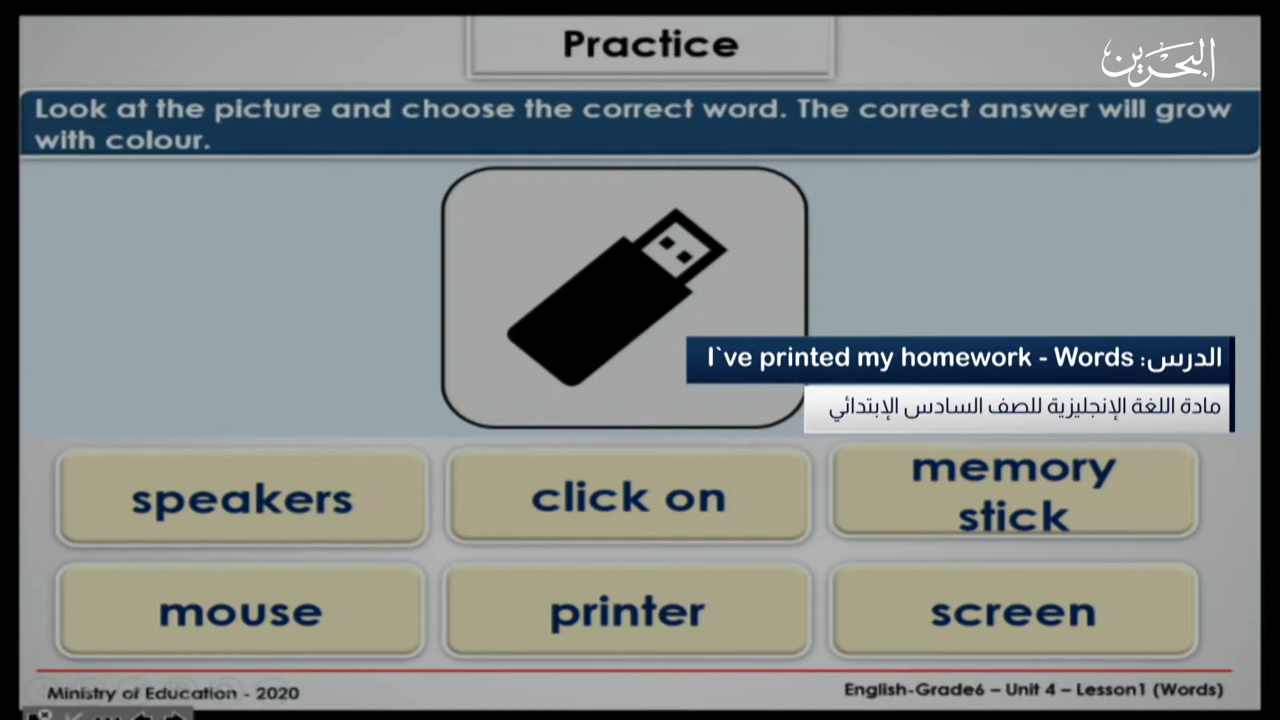 Practice
البحرين
Look at the picture and choose the correct word. The correct answer will grow
with colour.
الدرس: I`ve printed my homework - Words
مادة اللغة الإنجليزية للصف السادس الإبتدائي
speakers
click on
memory
stick
mouse
printer
screen
Ministry of Education - 2020
English-Grade6 – Unit 4 – Lesson1 (Words)